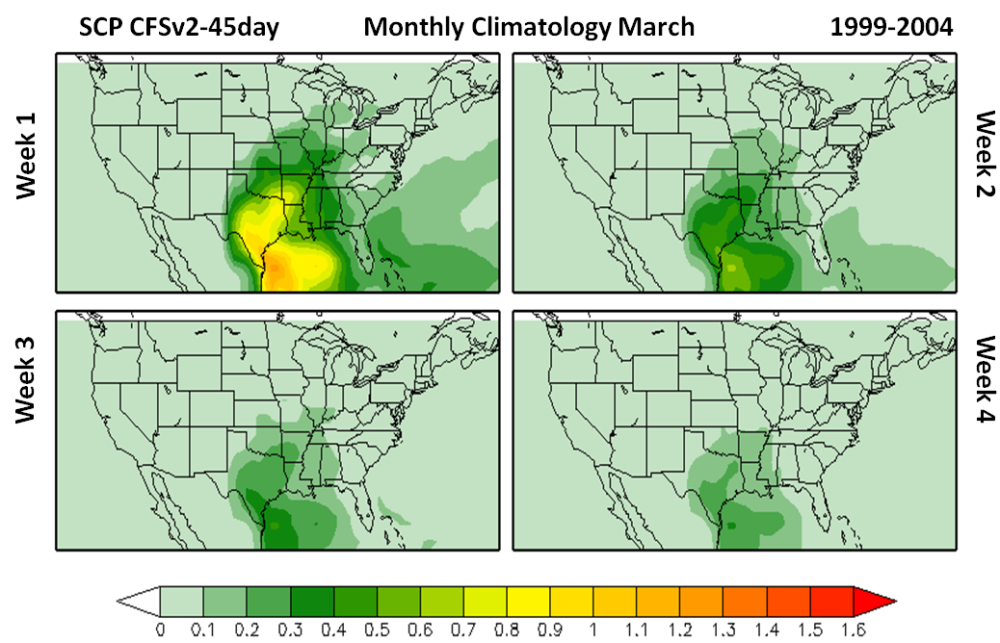 SCP CFSv2-45day Monthly Climatology March 1999-2004
Week 1
Week 2
Week 3
Week 4
0 0.1 0.2 0.3 0.4 0.5 0.6 0.7 0.8 0.9 1 1.1 1.2 1.3 1.4 1.5 1.6